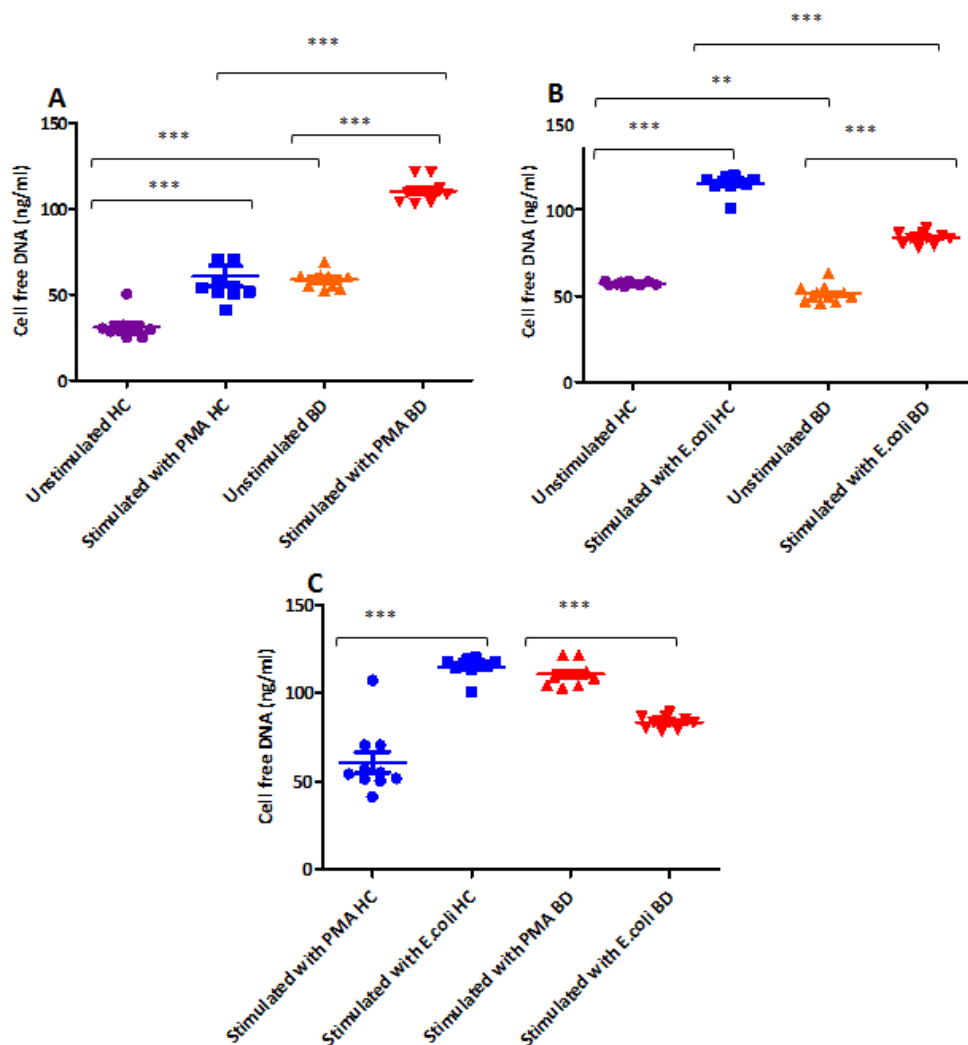 ***
***
A
B
**
***
***
***
***
***
150
100
50
0
Cell free DNA (ng/ml)
Unstimulated HC
Stimulated with PMA HC
Unstimulated BD
Stimulated with PMA BD
150
100
50
0
Cell free DNA (ng/ml)
Unstimulated HC
Stimulated with E.coli HC
Unstimulated BD
Stimulated with E.coli BD
C
***
***
150
100
50
0
Cell free DNA (ng/ml)
Stimulated with PMA HC
Stimulated with E.coli HC
Stimulated with PMA BD
Stimulated with E.coli BD